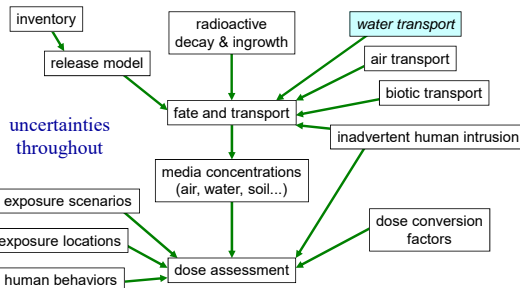 inventory
radioactive
decay & ingrowth
water transport
release model
air transport
biotic transport
fate and transport
uncertainties
throughout
inadvertent human intrusion
media concentrations
(air, water, soil...)
exposure scenarios
dose conversion
factors
exposure locations
dose assessment
human behaviors